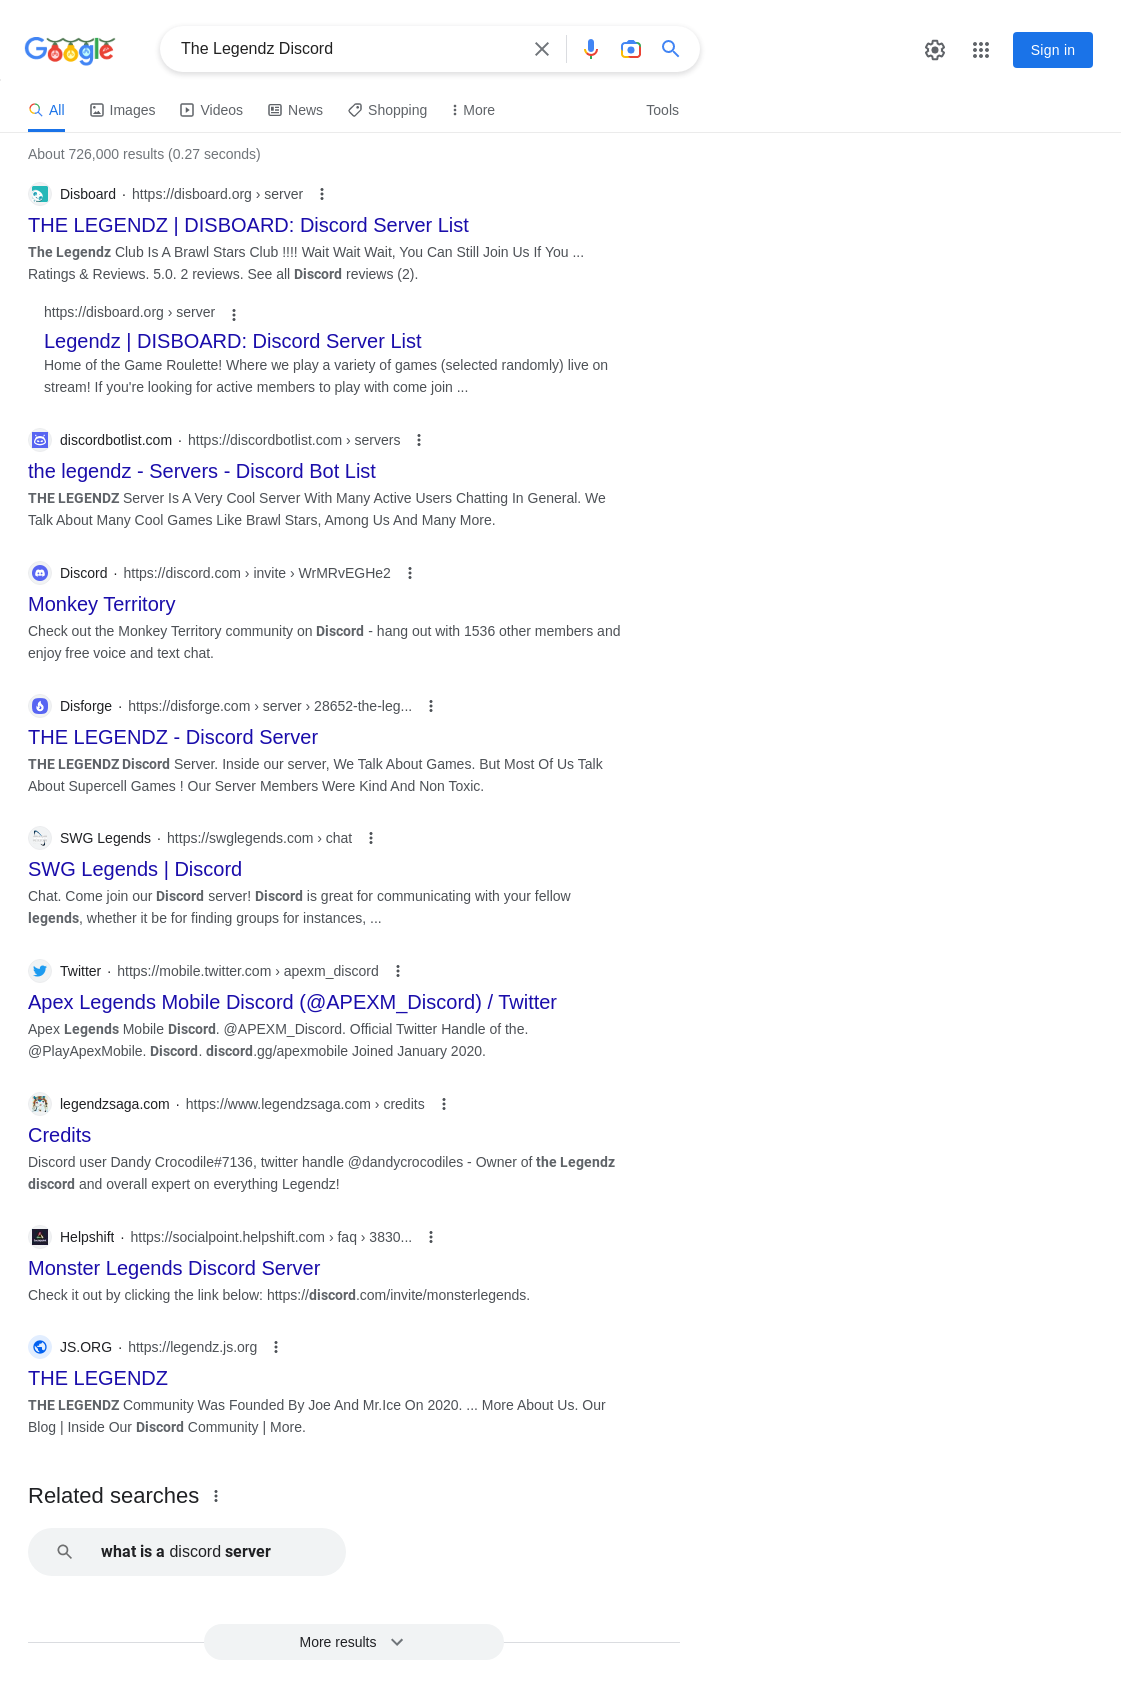 Google
The Legendz Discord
Sign in
All Images Videos News Shopping More Tools
About 726,000 results (0.27 seconds)
Disboard · https://disboard.org › server
THE LEGENDZ | DISBOARD: Discord Server List
The Legendz Club Is A Brawl Stars Club !!!! Wait Wait Wait, You Can Still Join Us If You ...
Ratings & Reviews. 5.0. 2 reviews. See all Discord reviews (2).
https://disboard.org › server
Legendz | DISBOARD: Discord Server List
Home of the Game Roulette! Where we play a variety of games (selected randomly) live on
stream! If you're looking for active members to play with come join ...
discordbotlist.com · https://discordbotlist.com › servers
the legendz - Servers - Discord Bot List
THE LEGENDZ Server Is A Very Cool Server With Many Active Users Chatting In General. We
Talk About Many Cool Games Like Brawl Stars, Among Us And Many More.
Discord · https://discord.com › invite › WrMRvEGHe2
Monkey Territory
Check out the Monkey Territory community on Discord - hang out with 1536 other members and
enjoy free voice and text chat.
Disforge · https://disforge.com › server › 28652-the-leg...
THE LEGENDZ - Discord Server
THE LEGENDZ Discord Server. Inside our server, We Talk About Games. But Most Of Us Talk
About Supercell Games ! Our Server Members Were Kind And Non Toxic.
SWG Legends · https://swglegends.com › chat
SWG Legends | Discord
Chat. Come join our Discord server! Discord is great for communicating with your fellow
legends, whether it be for finding groups for instances, ...
Twitter · https://mobile.twitter.com › apexm_discord
Apex Legends Mobile Discord (@APEXM_Discord) / Twitter
Apex Legends Mobile Discord. @APEXM_Discord. Official Twitter Handle of the.
@PlayApexMobile. Discord. discord.gg/apexmobile Joined January 2020.
legendzsaga.com · https://www.legendzsaga.com › credits
Credits
Discord user Dandy Crocodile#7136, twitter handle @dandycrocodiles - Owner of the Legendz
discord and overall expert on everything Legendz!
Helpshift · https://socialpoint.helpshift.com › faq › 3830...
Monster Legends Discord Server
Check it out by clicking the link below: https://discord.com/invite/monsterlegends.
JS.ORG · https://legendz.js.org
THE LEGENDZ
THE LEGENDZ Community Was Founded By Joe And Mr.Ice On 2020. ... More About Us. Our
Blog | Inside Our Discord Community | More.
Related searches
what is a discord server
More results